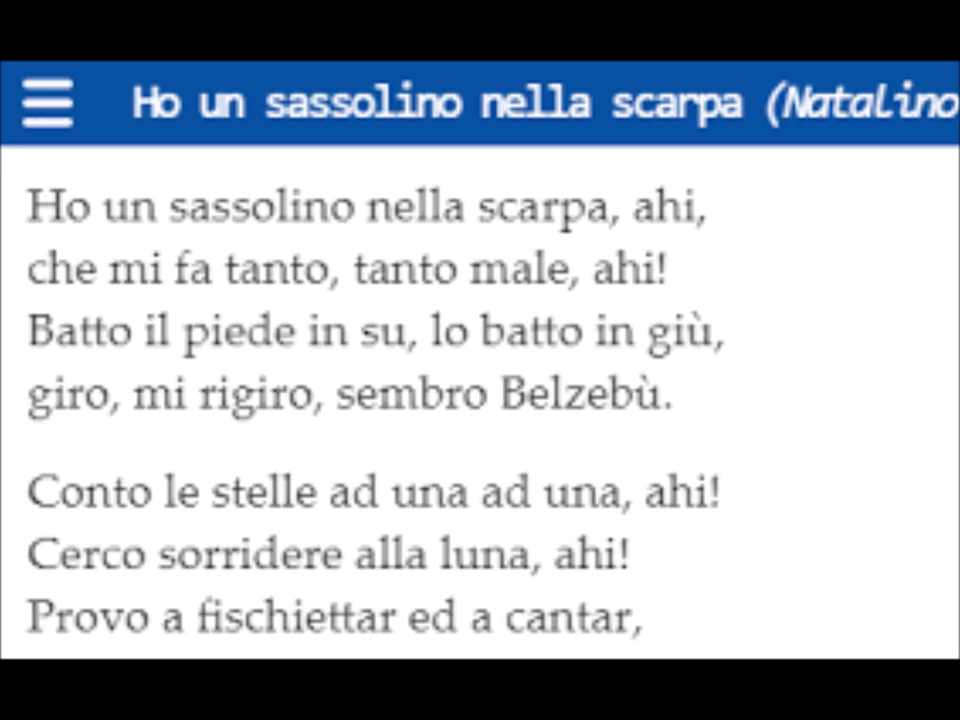 Ho un sassolino nella scarpa (Natalino
Ho un sassolino nella scarpa, ahi,
che mi fa tanto, tanto male, ahi!
Batto il piede in su, lo batto in giù,
giro, mi rigiro, sembro Belzebù.
Conto le stelle ad una ad una, ahi!
Cerco sorridere alla luna, ahi!
Provo a fischiettar ed a cantar,